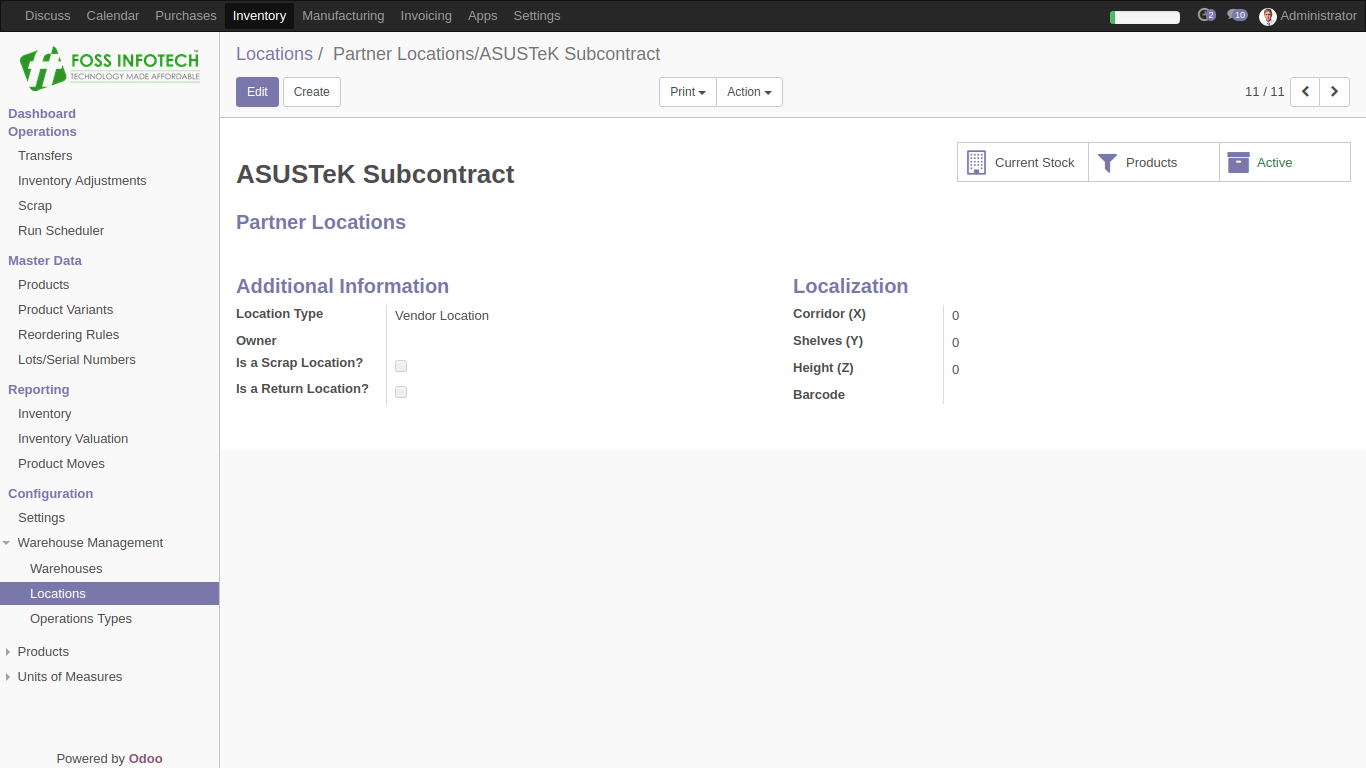 Discuss Calendar Purchases Inventory Manufacturing Invoicing Apps Settings 2 10 Administrator
FOSS INFOTECH
TECHNOLOGY MADE AFFORDABLE
Dashboard
Operations
Transfers
Inventory Adjustments
Scrap
Run Scheduler
Master Data
Products
Product Variants
Reordering Rules
Lots/Serial Numbers
Reporting
Inventory
Inventory Valuation
Product Moves
Configuration
Settings
Warehouse Management
Warehouses
Locations
Operations Types
Products
Units of Measures
Powered by Odoo
Locations / Partner Locations/ASUSTeK Subcontract
Edit Create Print Action 11 / 11
Current Stock Products Active
ASUSTeK Subcontract
Partner Locations
Additional Information
Location Type Vendor Location
Owner
Is a Scrap Location?
Is a Return Location?
Localization
Corridor (X) 0
Shelves (Y) 0
Height (Z) 0
Barcode